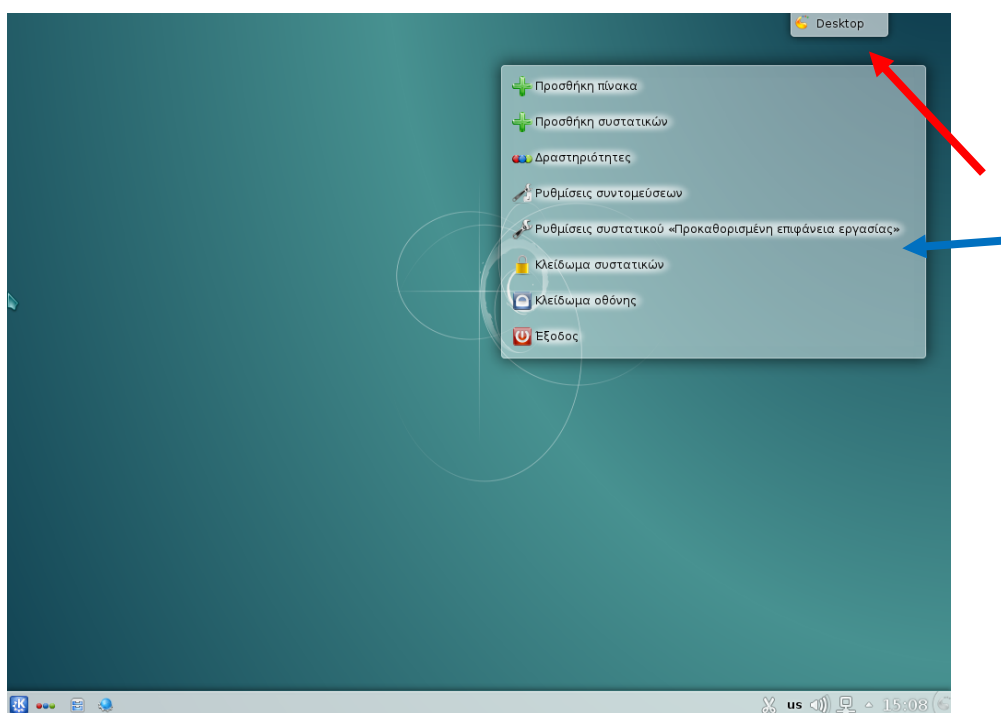 Desktop
Προσθήκη πίνακα
Προσθήκη συστατικών
Δραστηριότητες
Ρυθμίσεις συντομεύσεων
Ρυθμίσεις συστατικού «Προκαθορισμένη επιφάνεια εργασίας»
Κλείδωμα συστατικών
Κλείδωμα οθόνης
Έξοδος
us 15:08